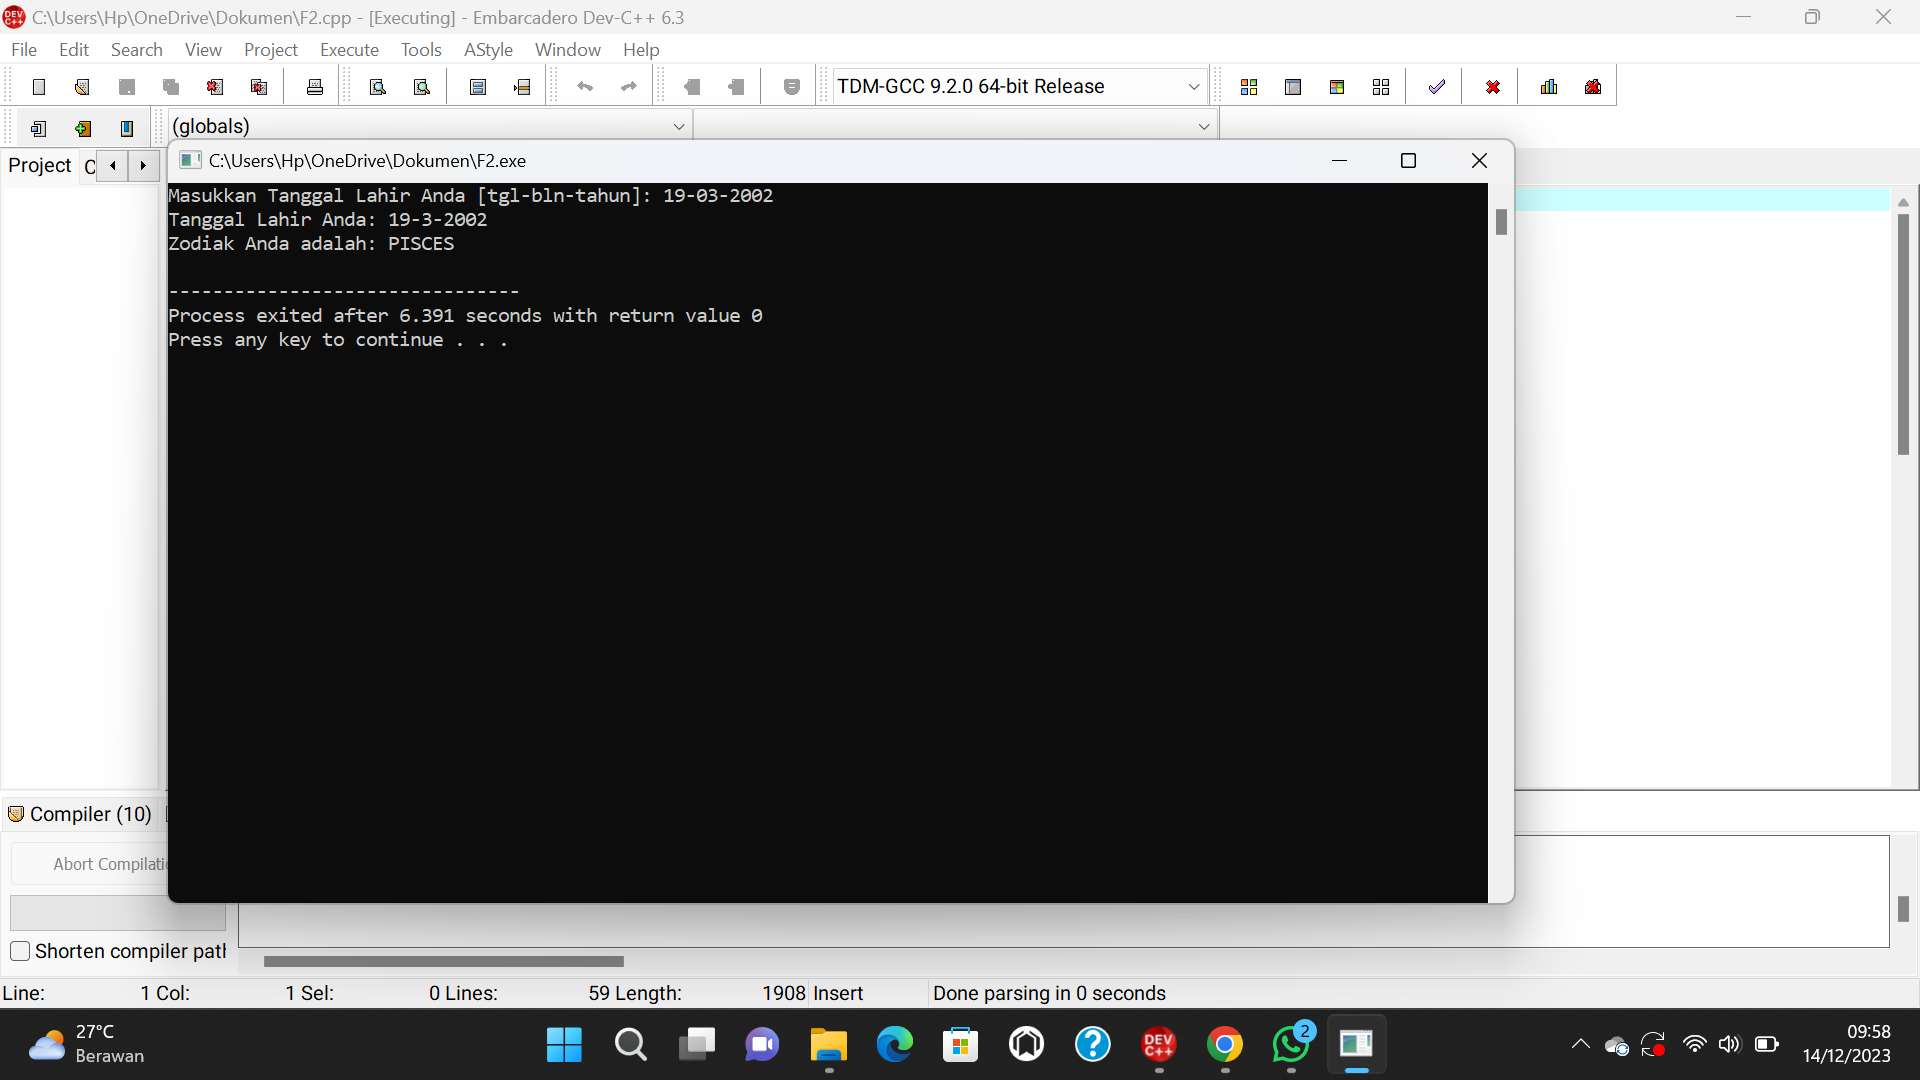 C:\Users\Hp\OneDrive\Dokumen\F2.cpp - [Executing] - Embarcadero Dev-C++ 6.3
File Edit Search View Project Execute Tools AStyle Window Help
TDM-GCC 9.2.0 64-bit Release
(globals)
Project
C:\Users\Hp\OneDrive\Dokumen\F2.exe
Masukkan Tanggal Lahir Anda [tgl-bln-tahun]: 19-03-2002
Tanggal Lahir Anda: 19-3-2002
Zodiak Anda adalah: PISCES
--------------------------------
Process exited after 6.391 seconds with return value 0
Press any key to continue . . .
Compiler (10)
Abort Compilati
Shorten compiler pat
Line: 1 Col: 1 Sel: 0 Lines: 59 Length: 1908 Insert Done parsing in 0 seconds
27°C
Berawan
DEV C++
2
09:58
14/12/2023